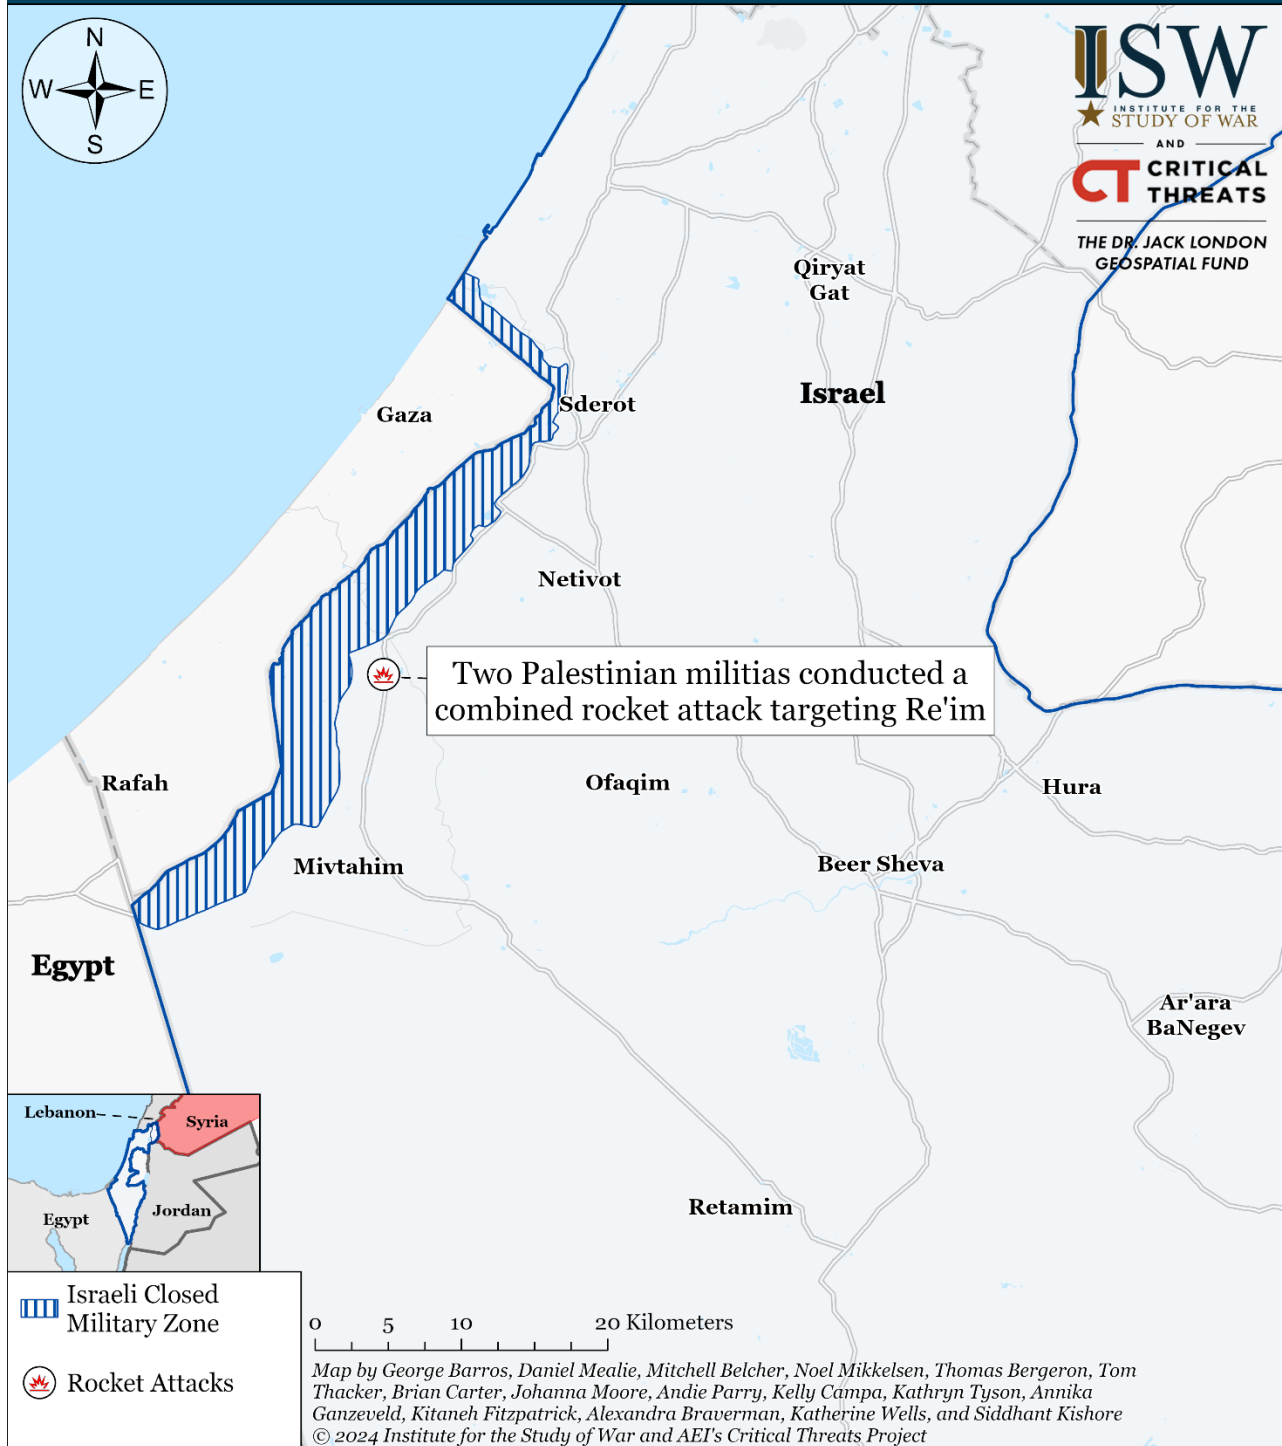 N
W
E
S
ISW
INSTITUTE FOR THE
STUDY OF WAR
AND
CT CRITICAL
THREATS
THE DR. JACK LONDON
GEOSPATIAL FUND
Qiryat
Gat
Israel
Gaza
Sderot
Netivot
Two Palestinian militias conducted a
combined rocket attack targeting Re'im
Rafah
Ofaqim
Hura
Mivtahim
Beer Sheva
Egypt
Ar'ara
BaNegev
Lebanon
Syria
Egypt
Jordan
Retamim
Israeli Closed
Military Zone
Rocket Attacks
0 5 10 20 Kilometers
Map by George Barros, Daniel Mealie, Mitchell Belcher, Noel Mikkelsen, Thomas Bergeron, Tom
Thacker, Brian Carter, Johanna Moore, Andie Parry, Kelly Campa, Kathryn Tyson, Annika
Ganzeveld, Kitaneh Fitzpatrick, Alexandra Braverman, Katherine Wells, and Siddhant Kishore
© 2024 Institute for the Study of War and AEI's Critical Threats Project